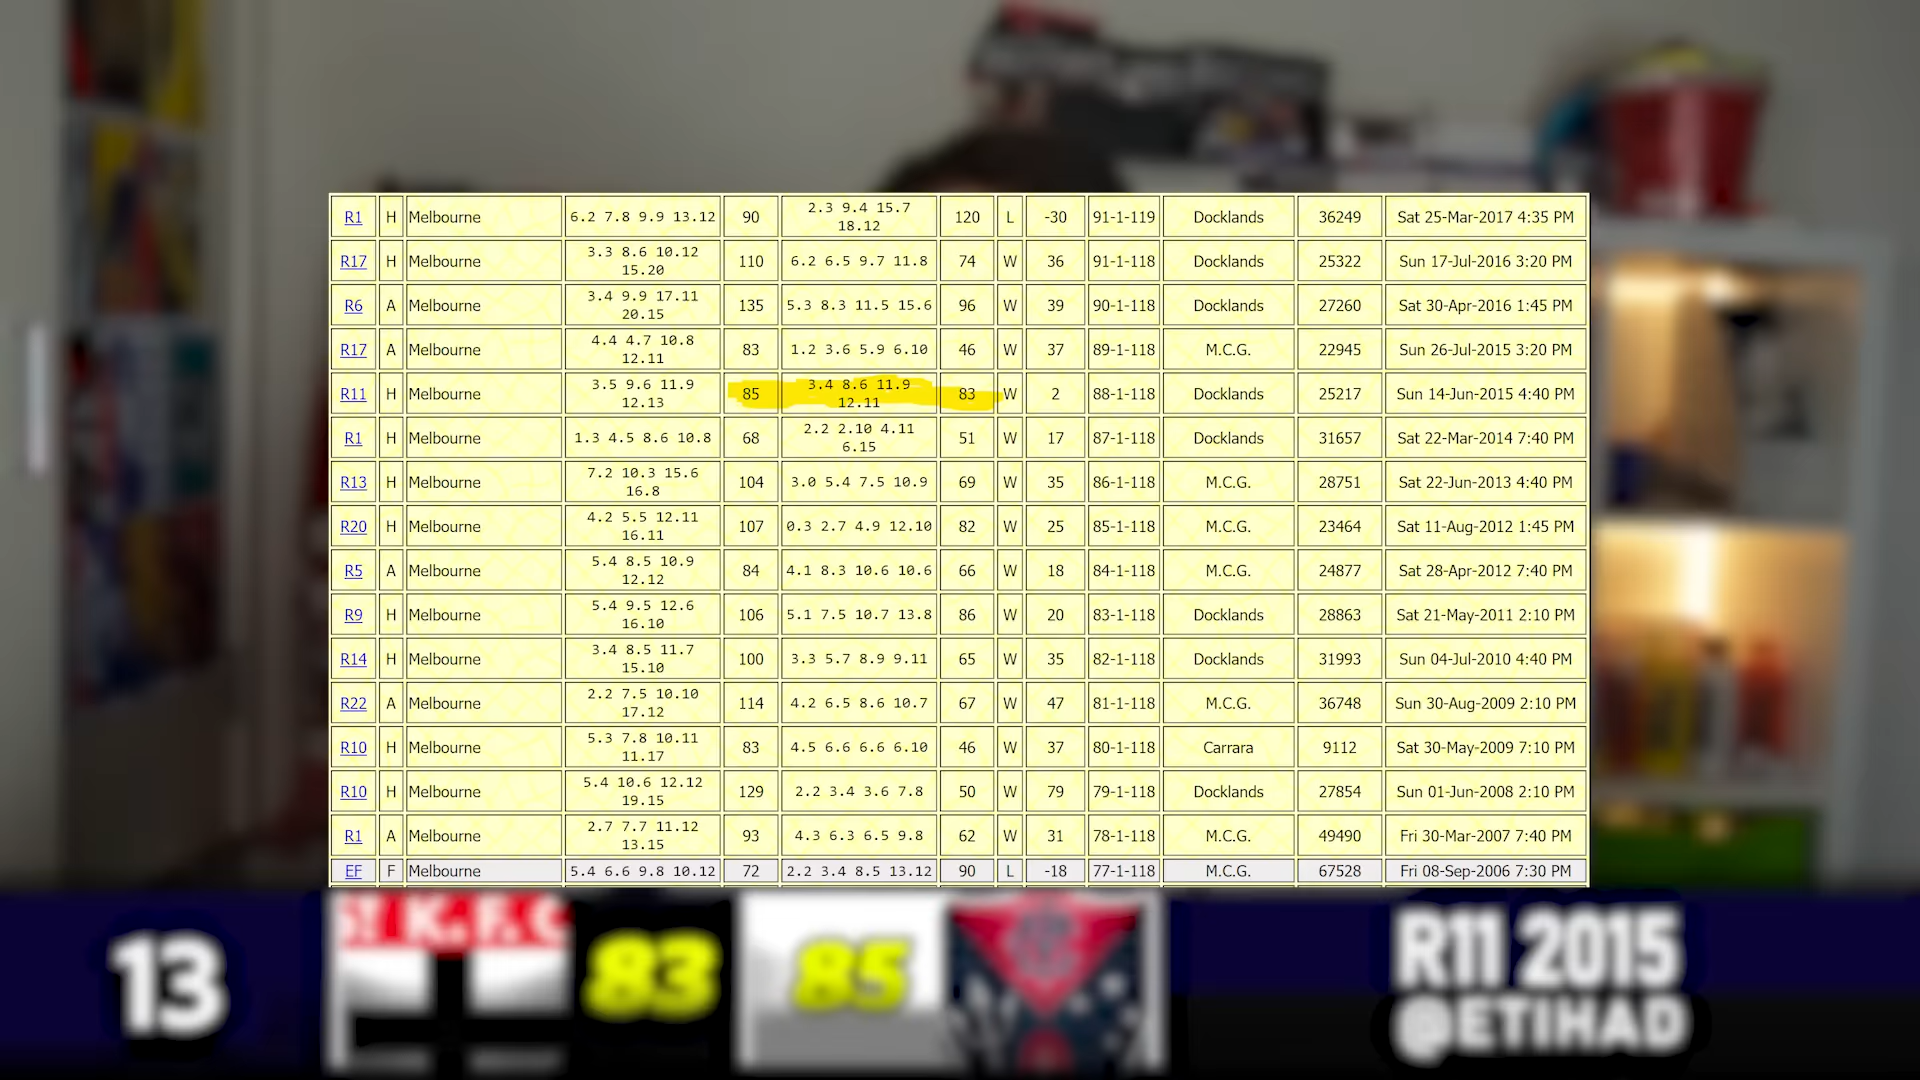 R1 H Melbourne 6.2 7.8 9.9 13.12 90 2.3 9.4 15.7 18.12 120 L -30 91-1-119 Docklands 36249 Sat 25-Mar-2017 4:35 PM
R17 H Melbourne 3.3 8.6 10.12 15.20 110 6.2 6.5 9.7 11.8 74 W 36 91-1-118 Docklands 25322 Sun 17-Jul-2016 3:20 PM
R6 A Melbourne 3.4 9.9 17.11 20.15 135 5.3 8.3 11.5 15.6 96 W 39 90-1-118 Docklands 27260 Sat 30-Apr-2016 1:45 PM
R17 A Melbourne 4.4 4.7 10.8 12.11 83 1.2 3.6 5.9 6.10 46 W 37 89-1-118 M.C.G. 22945 Sun 26-Jul-2015 3:20 PM
R11 H Melbourne 3.5 9.6 11.9 12.13 85 3.4 8.6 11.9 12.11 83 W 2 88-1-118 Docklands 25217 Sun 14-Jun-2015 4:40 PM
R1 H Melbourne 1.3 4.5 8.6 10.8 68 2.2 2.10 4.11 6.15 51 W 17 87-1-118 Docklands 31657 Sat 22-Mar-2014 7:40 PM
R13 H Melbourne 7.2 10.3 15.6 16.8 104 3.0 5.4 7.5 10.9 69 W 35 86-1-118 M.C.G. 28751 Sat 22-Jun-2013 4:40 PM
R20 H Melbourne 4.2 5.5 12.11 16.11 107 0.3 2.7 4.9 12.10 82 W 25 85-1-118 M.C.G. 23464 Sat 11-Aug-2012 1:45 PM
R5 A Melbourne 5.4 8.5 10.9 12.12 84 4.1 8.3 10.6 10.6 66 W 18 84-1-118 M.C.G. 24877 Sat 28-Apr-2012 7:40 PM
R9 H Melbourne 5.4 9.5 12.6 16.10 106 5.1 7.5 10.7 13.8 86 W 20 83-1-118 Docklands 28863 Sat 21-May-2011 2:10 PM
R14 H Melbourne 3.4 8.5 11.7 15.10 100 3.3 5.7 8.9 9.11 65 W 35 82-1-118 Docklands 31993 Sun 04-Jul-2010 4:40 PM
R22 A Melbourne 2.2 7.5 10.10 17.12 114 4.2 6.5 8.6 10.7 67 W 47 81-1-118 M.C.G. 36748 Sun 30-Aug-2009 2:10 PM
R10 H Melbourne 5.3 7.8 10.11 11.17 83 4.5 6.6 6.6 6.10 46 W 37 80-1-118 Carrara 9112 Sat 30-May-2009 7:10 PM
R10 H Melbourne 5.4 10.6 12.12 19.15 129 2.2 3.4 3.6 7.8 50 W 79 79-1-118 Docklands 27854 Sun 01-Jun-2008 2:10 PM
R1 A Melbourne 2.7 7.7 11.12 13.15 93 4.3 6.3 6.5 9.8 62 W 31 78-1-118 M.C.G. 49490 Fri 30-Mar-2007 7:40 PM
EF F Melbourne 5.4 6.6 9.8 10.12 72 2.2 3.4 8.5 13.12 90 L -18 77-1-118 M.C.G. 67528 Fri 08-Sep-2006 7:30 PM
13 St K.F.C 83 85 R11 2015
@ETIHAD